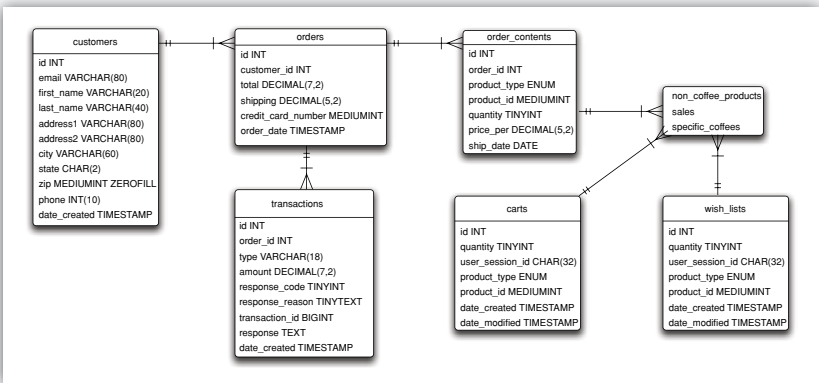 customers
id INT
email VARCHAR(80)
first_name VARCHAR(20)
last_name VARCHAR(40)
address1 VARCHAR(80)
address2 VARCHAR(80)
city VARCHAR(60)
state CHAR(2)
zip MEDIUMINT ZEROFILL
phone INT(10)
date_created TIMESTAMP
orders
id INT
customer_id INT
total DECIMAL(7,2)
shipping DECIMAL(5,2)
credit_card_number MEDIUMINT
order_date TIMESTAMP
order_contents
id INT
order_id INT
product_type ENUM
product_id MEDIUMINT
quantity TINYINT
price_per DECIMAL(5,2)
ship_date DATE
non_coffee_products
sales
specific_coffees
transactions
id INT
order_id INT
type VARCHAR(18)
amount DECIMAL(7,2)
response_code TINYINT
response_reason TINYTEXT
transaction_id BIGINT
response TEXT
date_created TIMESTAMP
carts
id INT
quantity TINYINT
user_session_id CHAR(32)
product_type ENUM
product_id MEDIUMINT
date_created TIMESTAMP
date_modified TIMESTAMP
wish_lists
id INT
quantity TINYINT
user_session_id CHAR(32)
product_type ENUM
product_id MEDIUMINT
date_created TIMESTAMP
date_modified TIMESTAMP